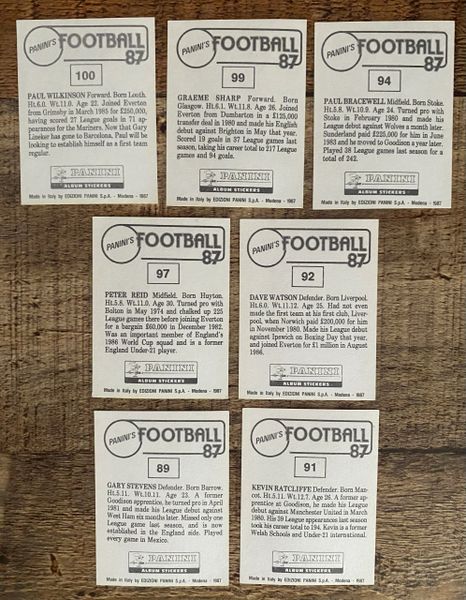 PANINI'S FOOTBALL 87
100
PAUL WILKINSON Forward. Born Louth.
Ht.6.0. Wt.11.0. Age 22. Joined Everton
from Grimsby in March 1985 for £250,000,
having scored 27 League goals in 71 ap-
pearances for the Mariners. Now that Gary
Lineker has gone to Barcelona, Paul will be
looking to establish himself as a first team
regular.
PANINI
ALBUM STICKERS
Made in Italy by EDIZIONI PANINI S.p.A. - Modena - 1987
PANINI'S FOOTBALL 87
99
GRAEME SHARP Forward. Born
Glasgow. Ht.6.1. Wt.11.8. Age 26. Joined
Everton from Dumbarton in a £125,000
transfer deal in 1980 and made his English
debut against Brighton in May that year.
Scored 19 goals in 37 League games last
season, taking his career total to 217 League
games and 94 goals.
PANINI
ALBUM STICKERS
Made in Italy by EDIZIONI PANINI S.p.A. - Modena - 1987
PANINI'S FOOTBALL 87
94
PAUL BRACEWELL Midfield. Born Stoke.
Ht.5.8. Wt.10.9. Age 24. Turned pro with
Stoke in February 1980 and made his
League debut against Wolves a month later.
Sunderland paid £225,000 for him in June
1983 and he moved to Goodison a year later.
Played 38 League games last season for a
total of 242.
PANINI
ALBUM STICKERS
Made in Italy by EDIZIONI PANINI S.p.A. - Modena - 1987
PANINI'S FOOTBALL 87
97
PETER REID Midfield. Born Huyton.
Ht.5.8. Wt.11.0. Age 30. Turned pro with
Bolton in May 1974 and chalked up 225
League games there before joining Everton
for a bargain £60,000 in December 1982.
Was an important member of England's
1986 World Cup squad and is a former
England Under-21 player.
PANINI
ALBUM STICKERS
Made in Italy by EDIZIONI PANINI S.p.A. - Modena - 1987
PANINI'S FOOTBALL 87
92
DAVE WATSON Defender. Born Liverpool.
Ht.6.0. Wt.11.12. Age 25. Had not even
made the first team at his first club, Liver-
pool, when Norwich paid £200,000 for him
in November 1980. Made his League debut
against Ipswich on Boxing Day that year,
and joined Everton for £1 million in August
1986.
PANINI
ALBUM STICKERS
Made in Italy by EDIZIONI PANINI S.p.A. - Modena - 1987
PANINI'S FOOTBALL 87
89
GARY STEVENS Defender. Born Barrow.
Ht.5.11. Wt.10.11. Age 23. A former
Goodison apprentice, he turned pro in April
1981 and made his League debut against
West Ham six months later. Missed only one
League game last season, and is now
established in the England side. Played
every game in Mexico.
PANINI
ALBUM STICKERS
Made in Italy by EDIZIONI PANINI S.p.A. - Modena - 1987
PANINI'S FOOTBALL 87
91
KEVIN RATCLIFFE Defender. Born Man-
cot. Ht.5.11. Wt.12.7. Age 26. A former ap-
prentice at Goodison, he made his League
debut against Manchester United in March
1980. His 39 League appearances last season
took his career total to 194. Kevin is a former
Welsh Schools and Under-21 international.
PANINI
ALBUM STICKERS
Made in Italy by EDIZIONI PANINI S.p.A. - Modena - 1987